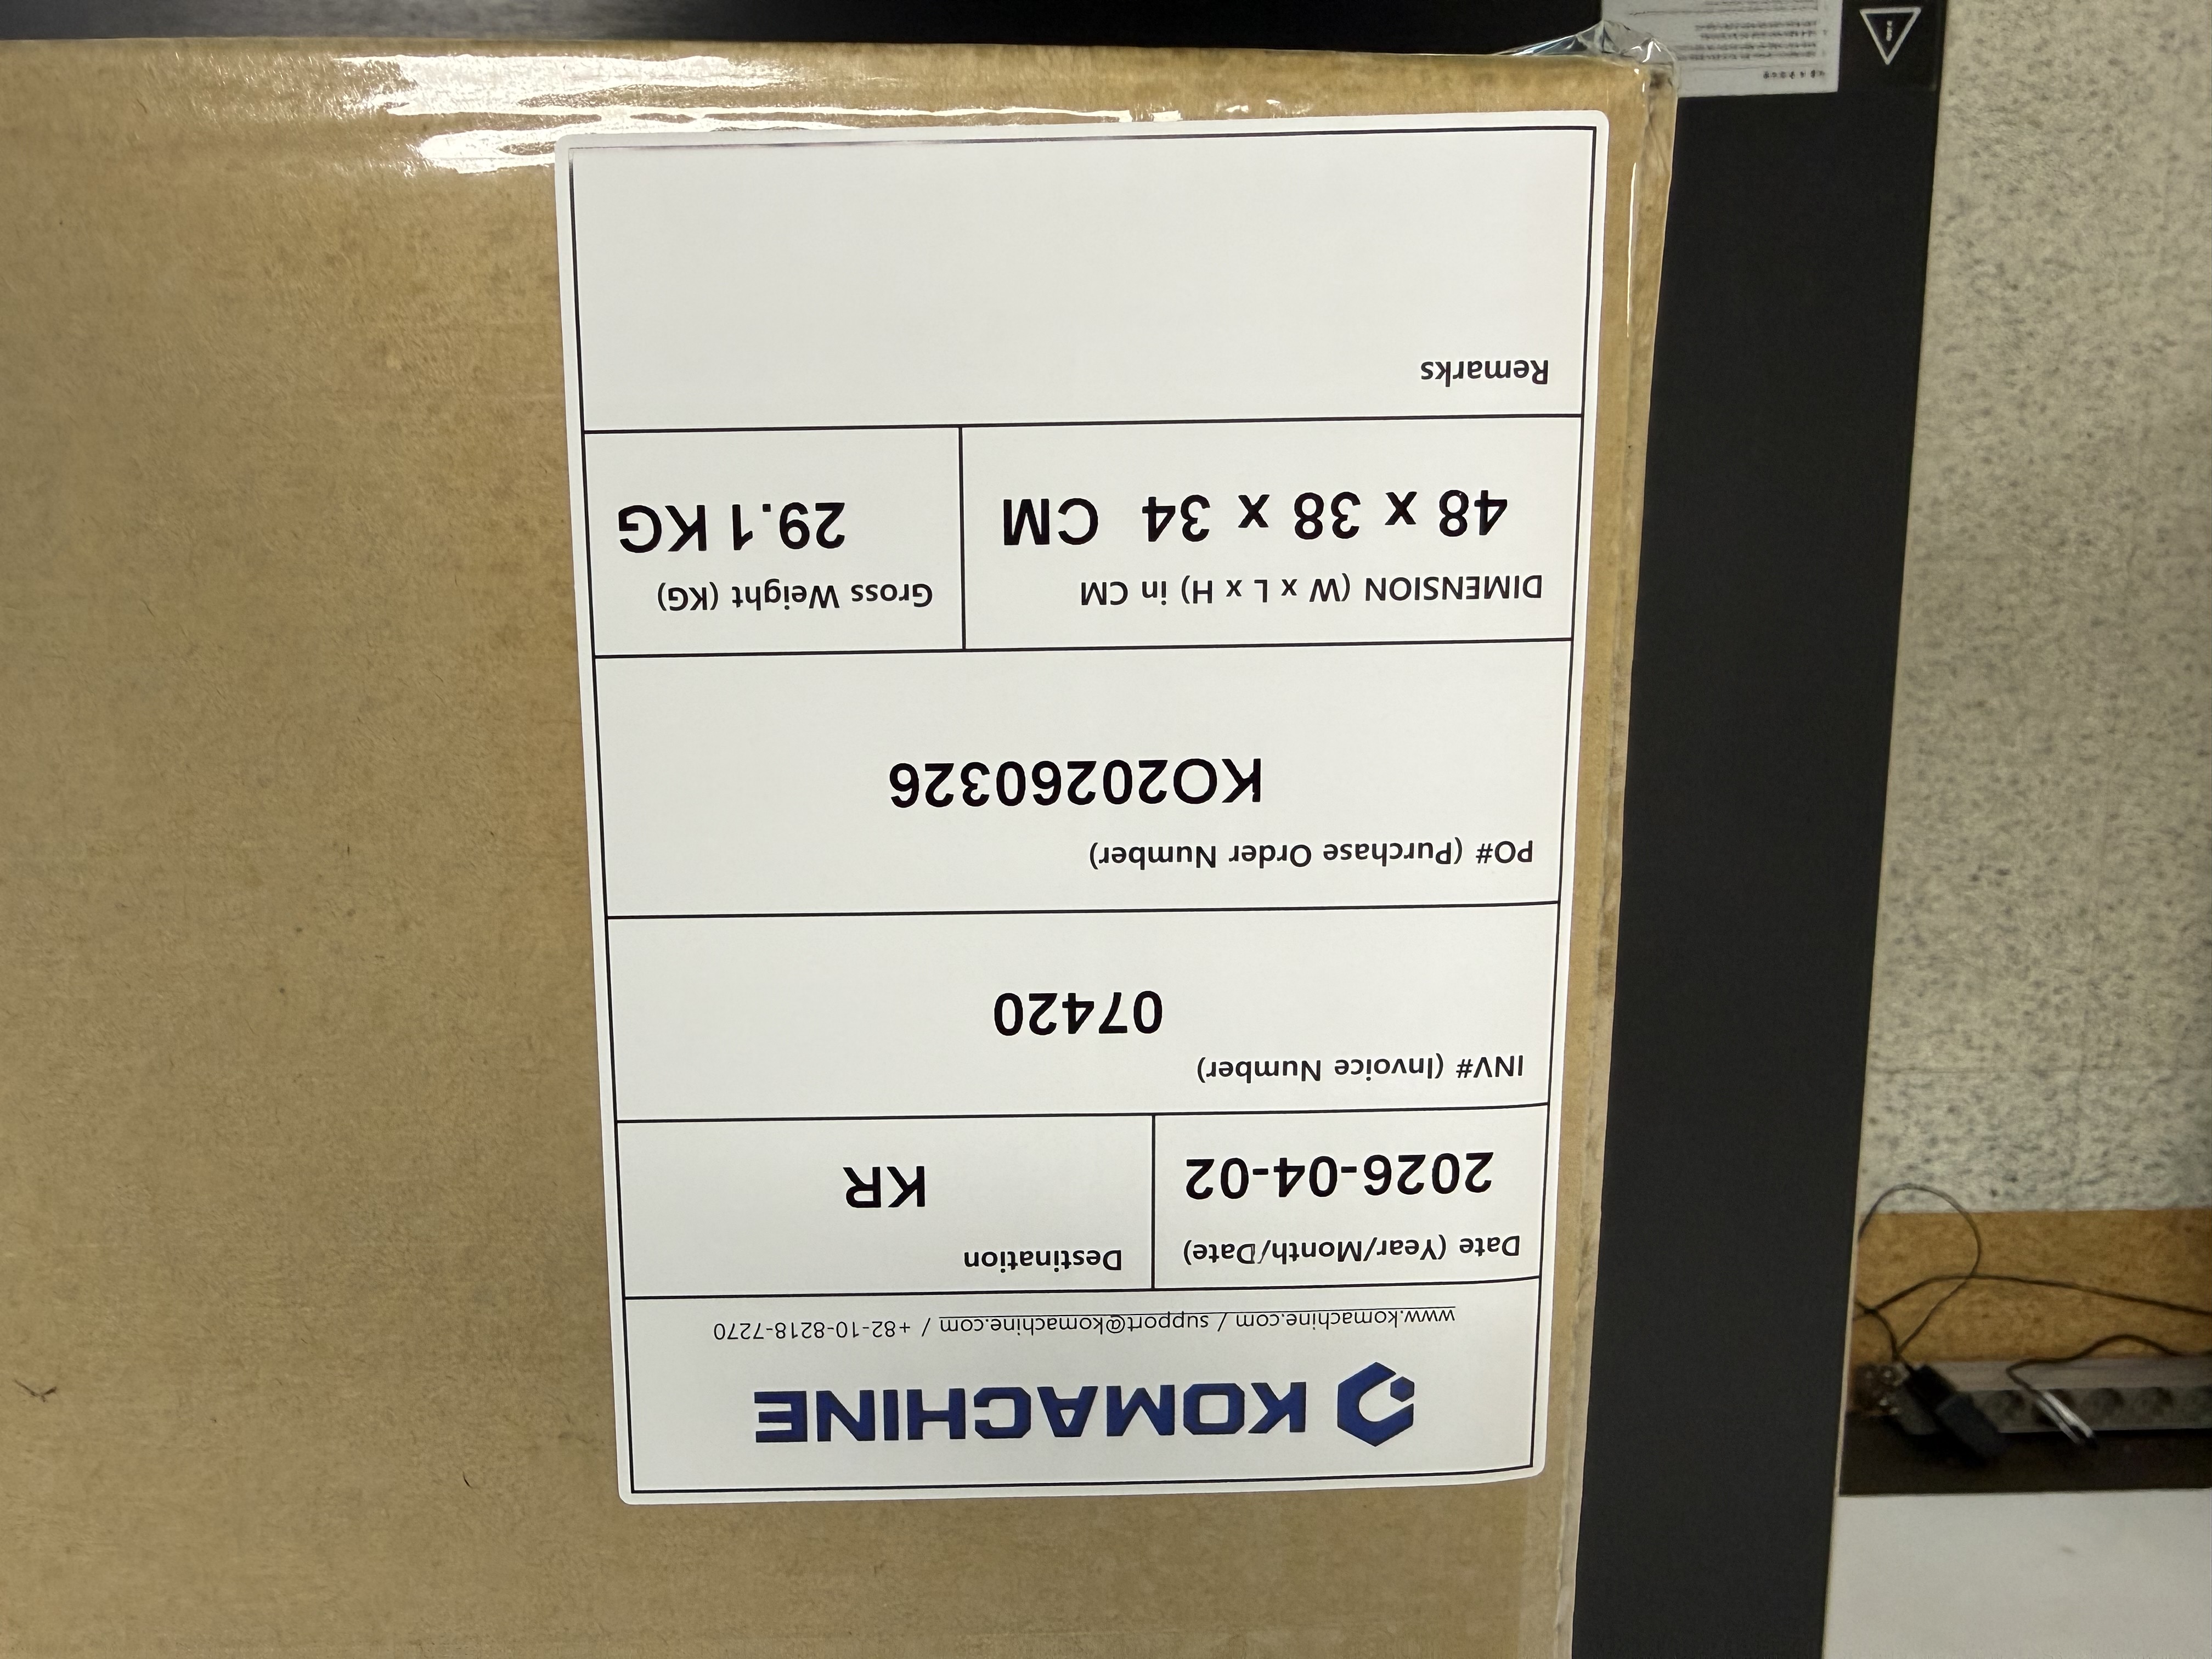 KOMACHINE
www.komachine.com / support@komachine.com / +82-10-8218-7270
Date (Year/Month/Date)
2026-04-02
Destination
KR
INV# (Invoice Number)
07420
PO# (Purchase Order Number)
KO20260326
DIMENSION (W x L x H) in CM
48 x 38 x 34 CM
Gross Weight (KG)
29.1 KG
Remarks